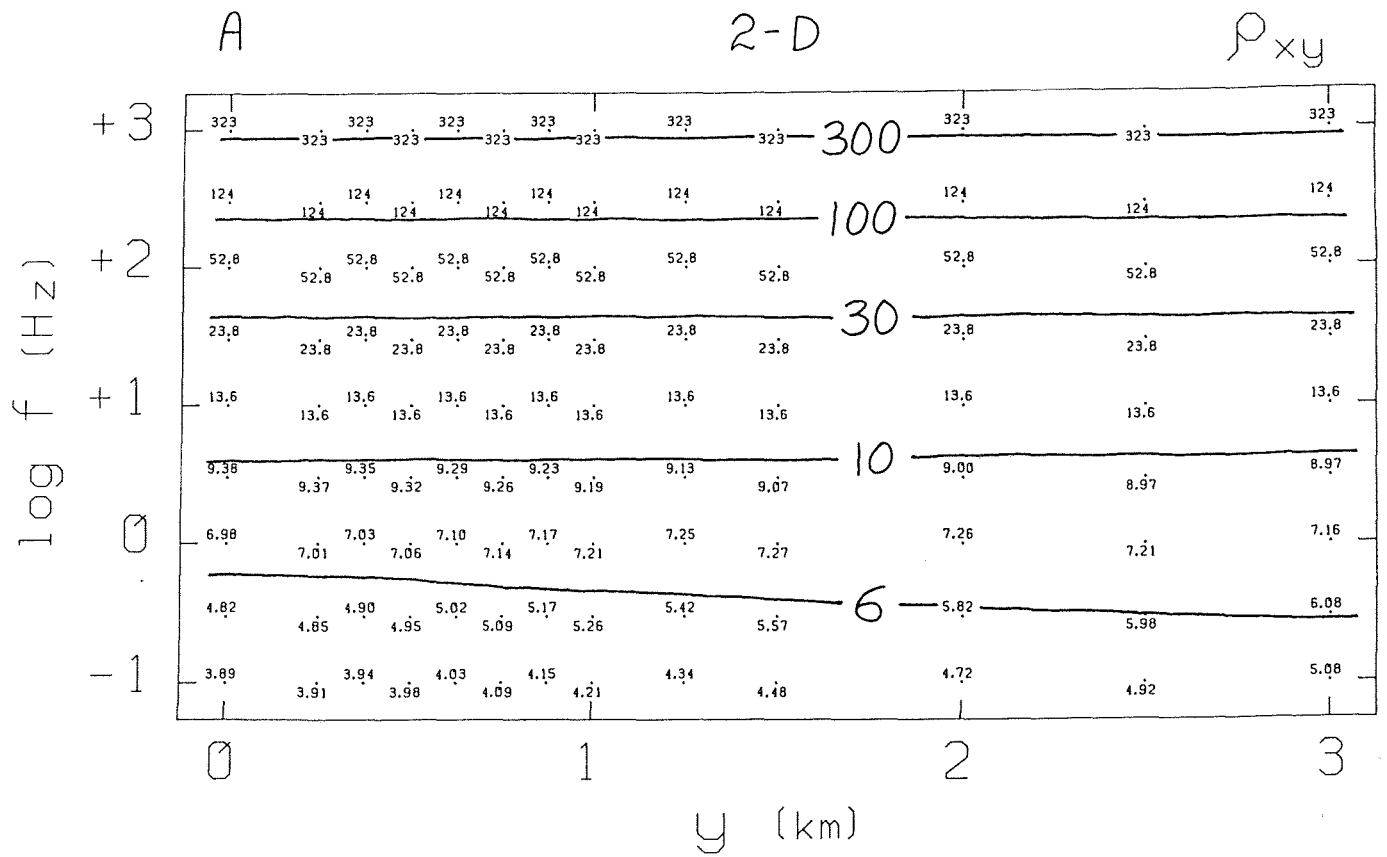 A 2-D ρxy
+3 323 323 323 323 323 323 323
323 323 323 323 300 323
124 124 124 124 124 124 124
124 124 124 124 124 100 124
+2 52.8 52.8 52.8 52.8 52.8 52.8 52.8
52.8 52.8 52.8 52.8 52.8 52.8
30
23.8 23.8 23.8 23.8 23.8 23.8 23.8
23.8 23.8 23.8 23.8 23.8 23.8
+1 13.6 13.6 13.6 13.6 13.6 13.6 13.6
13.6 13.6 13.6 13.6 13.6 13.6
10
9.38 9.35 9.29 9.23 9.13 9.00 8.97
9.37 9.32 9.26 9.19 9.07 8.97
0 6.98 7.03 7.10 7.17 7.25 7.26 7.16
7.01 7.06 7.14 7.21 7.27 7.21
4.82 4.90 5.02 5.17 5.42 6 5.82 6.08
4.85 4.95 5.09 5.26 5.57 5.98
-1 3.89 3.94 4.03 4.15 4.34 4.72 5.08
3.91 3.98 4.09 4.21 4.48 4.92
0 1 2 3
y (km)
log f (Hz)